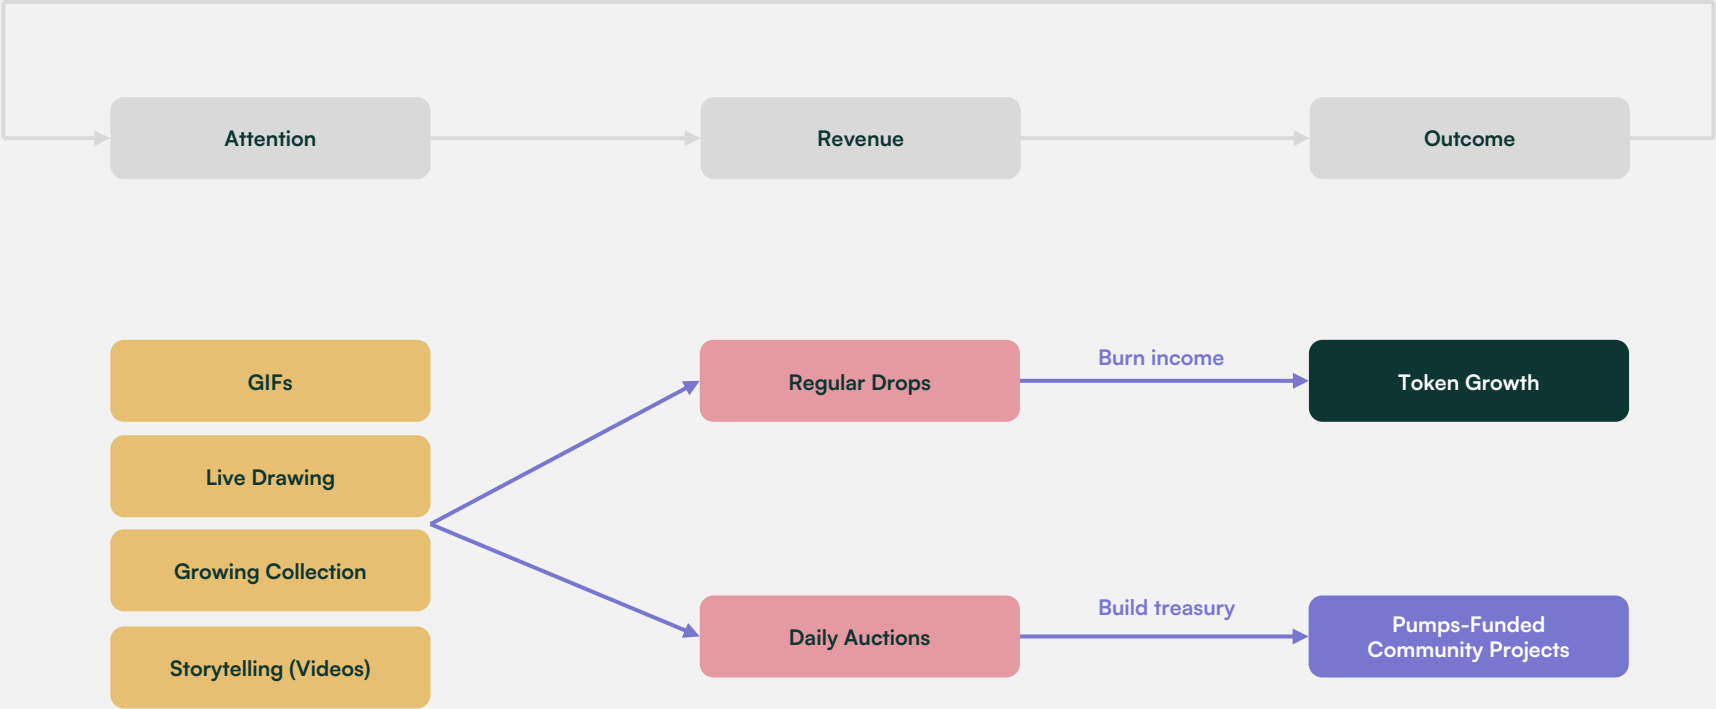 Attention
Revenue
Outcome
GIFs
Live Drawing
Growing Collection
Storytelling (Videos)
Regular Drops
Daily Auctions
Burn income
Build treasury
Token Growth
Pumps-Funded
Community Projects